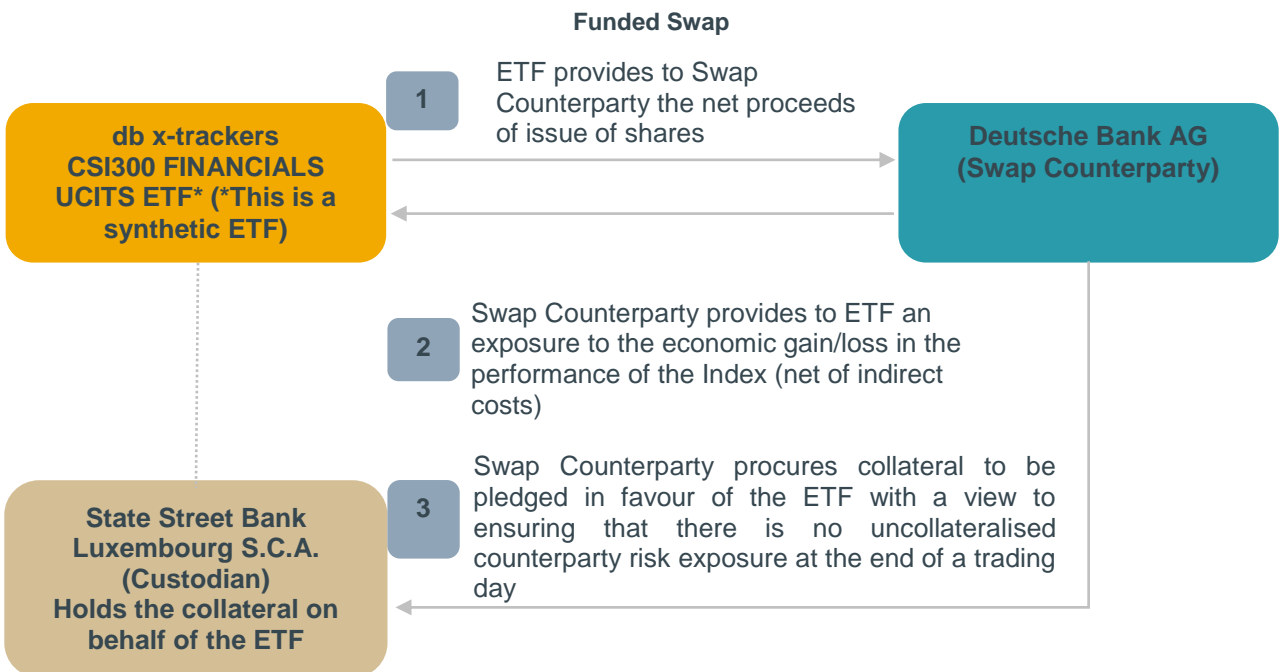 Funded Swap
1
ETF provides to Swap
Counterparty the net proceeds
of issue of shares
db x-trackers
CSI300 FINANCIALS
UCITS ETF* (*This is a
synthetic ETF)
Deutsche Bank AG
(Swap Counterparty)
2
Swap Counterparty provides to ETF an
exposure to the economic gain/loss in the
performance of the Index (net of indirect
costs)
3
Swap Counterparty procures collateral to be
pledged in favour of the ETF with a view to
ensuring that there is no uncollateralised
counterparty risk exposure at the end of a trading
day
State Street Bank
Luxembourg S.C.A.
(Custodian)
Holds the collateral on
behalf of the ETF